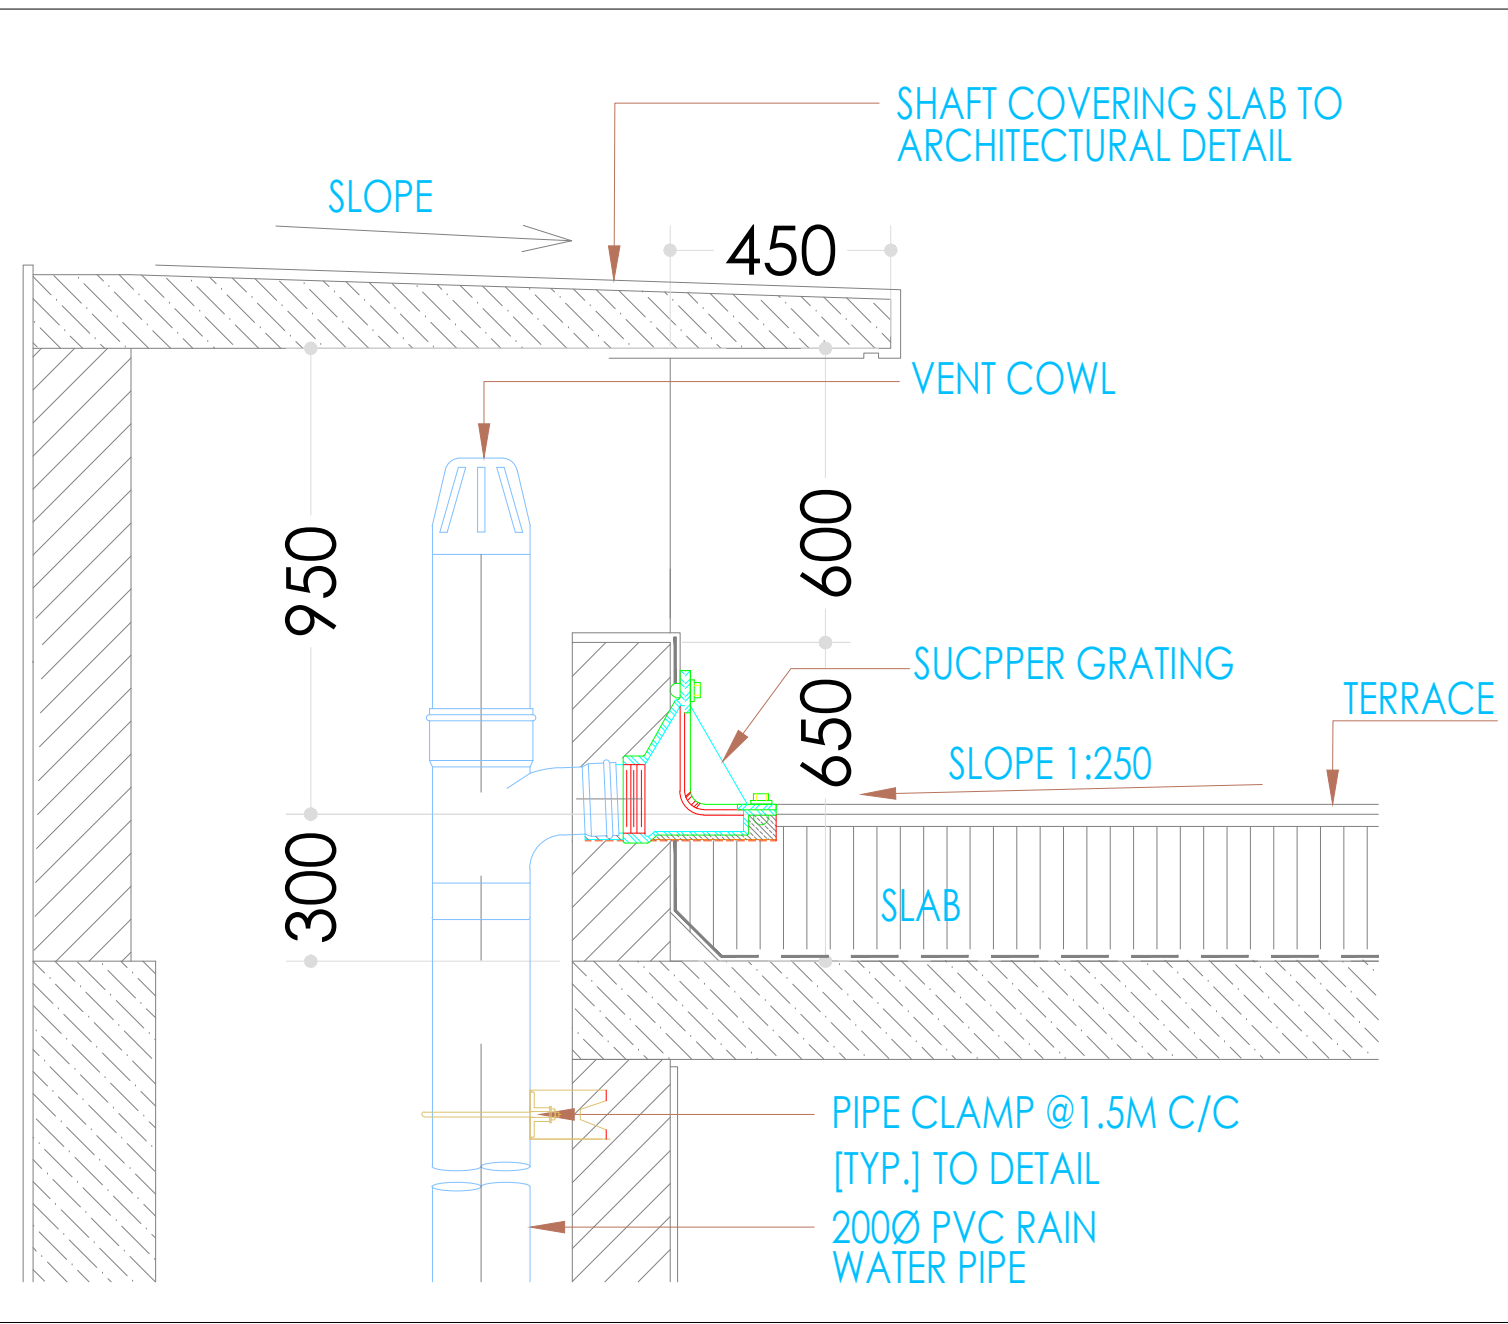 SHAFT COVERING SLAB TO
ARCHITECTURAL DETAIL
SLOPE
450
VENT COWL
950
600
SUCPPER GRATING
650
TERRACE
SLOPE 1:250
300
SLAB
PIPE CLAMP @1.5M C/C
[TYP.] TO DETAIL
200Ø PVC RAIN
WATER PIPE